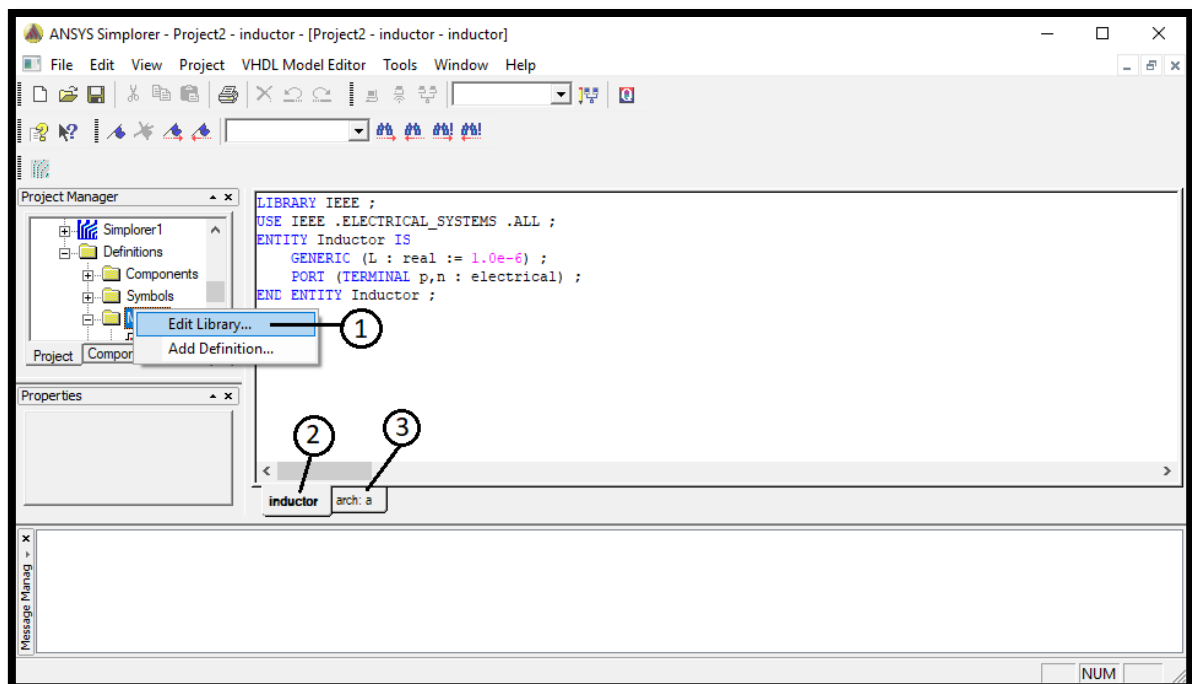 ANSYS Simplorer - Project2 - inductor - [Project2 - inductor - inductor]
File Edit View Project VHDL Model Editor Tools Window Help
Project Manager
Simplorer1
Definitions
Components
Symbols
Edit Library...
Add Definition...
Project Compor
Properties
LIBRARY IEEE ;
USE IEEE .ELECTRICAL_SYSTEMS .ALL ;
ENTITY Inductor IS
GENERIC (L : real := 1.0e-6) ;
PORT (TERMINAL p,n : electrical) ;
END ENTITY Inductor ;
1
2
3
inductor arch: a
Message Manag
NUM